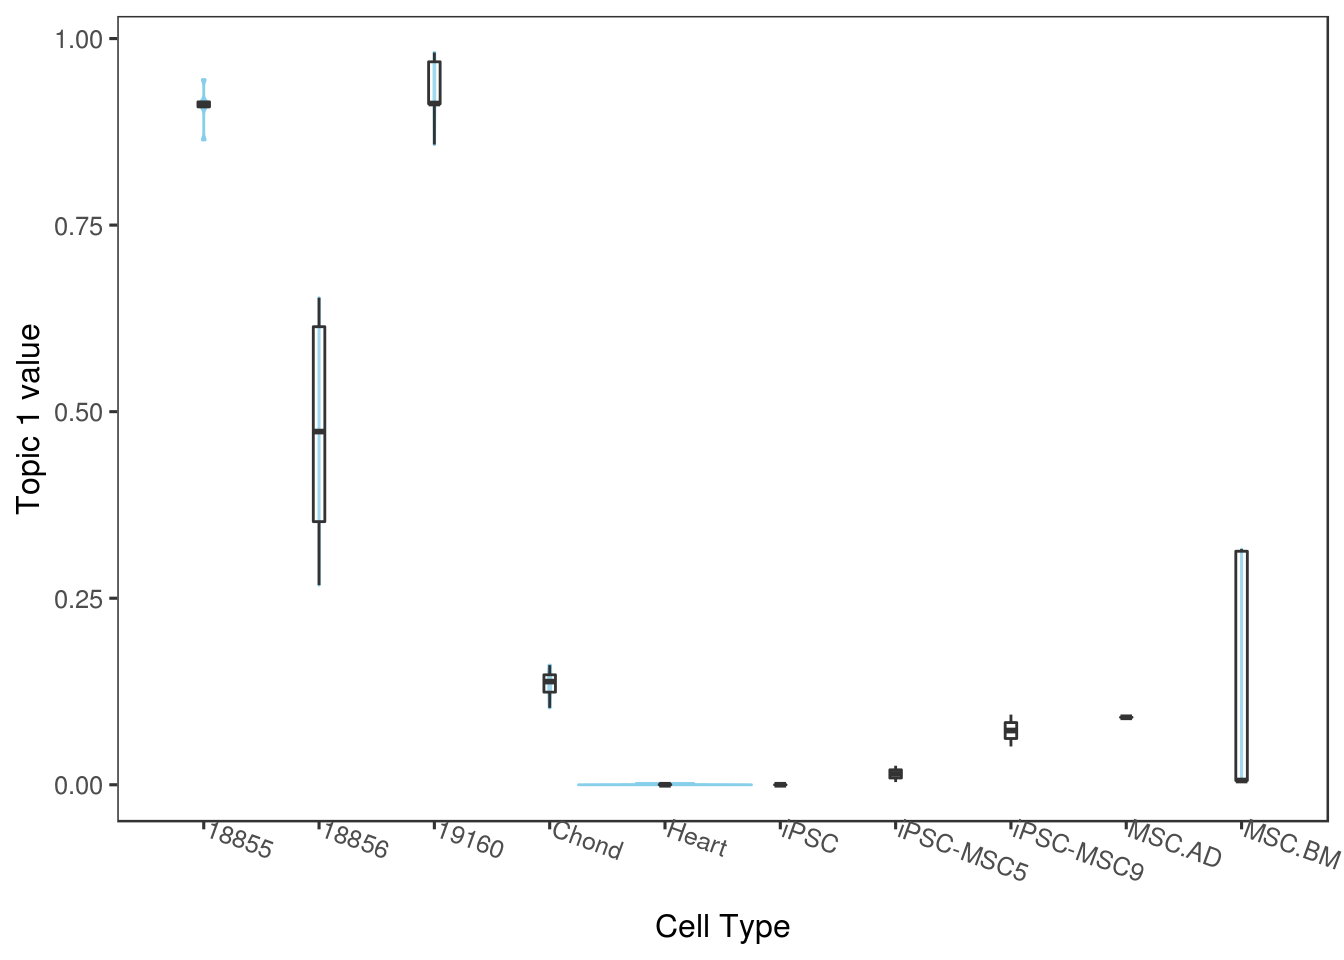 1.00
0.75
0.50
0.25
0.00
Topic 1 value
18855
18856
19160
Chond
Heart
iPSC
iPSC-MSC5
iPSC-MSC9
MSC.AD
MSC.BM
Cell Type